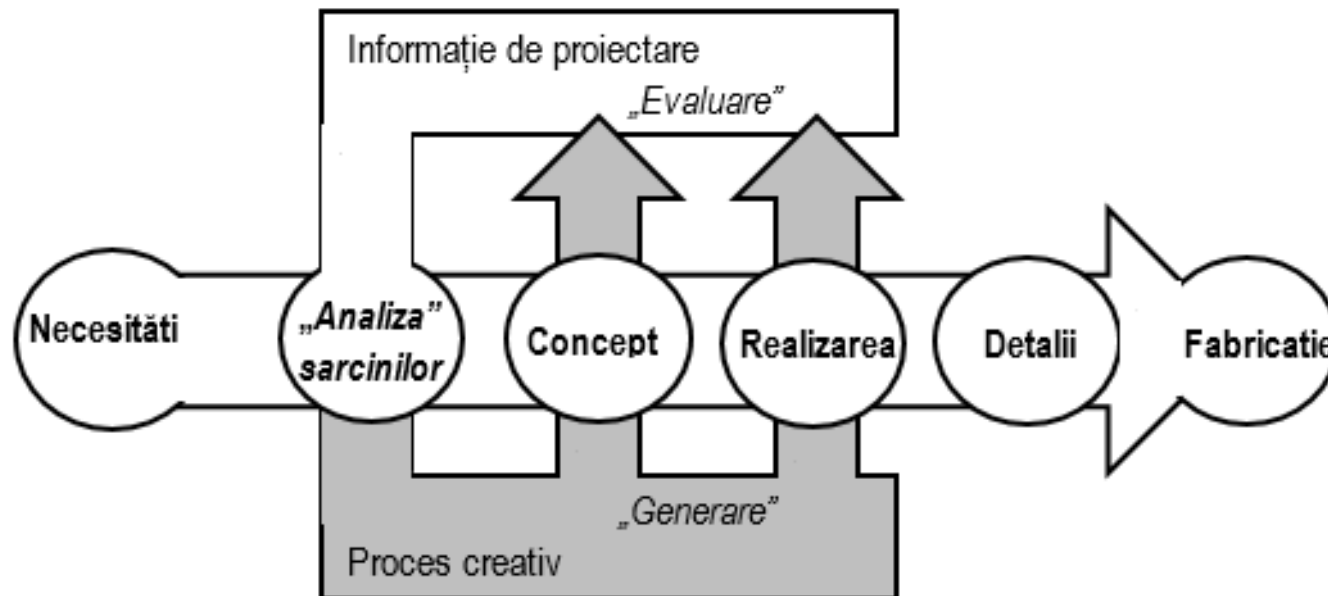 Informație de proiectare
„Evaluare”
Necesităti
„Analiza”
sarcinilor
Concept
Realizarea
Detalii
Fabricatie
„Generare”
Proces creativ